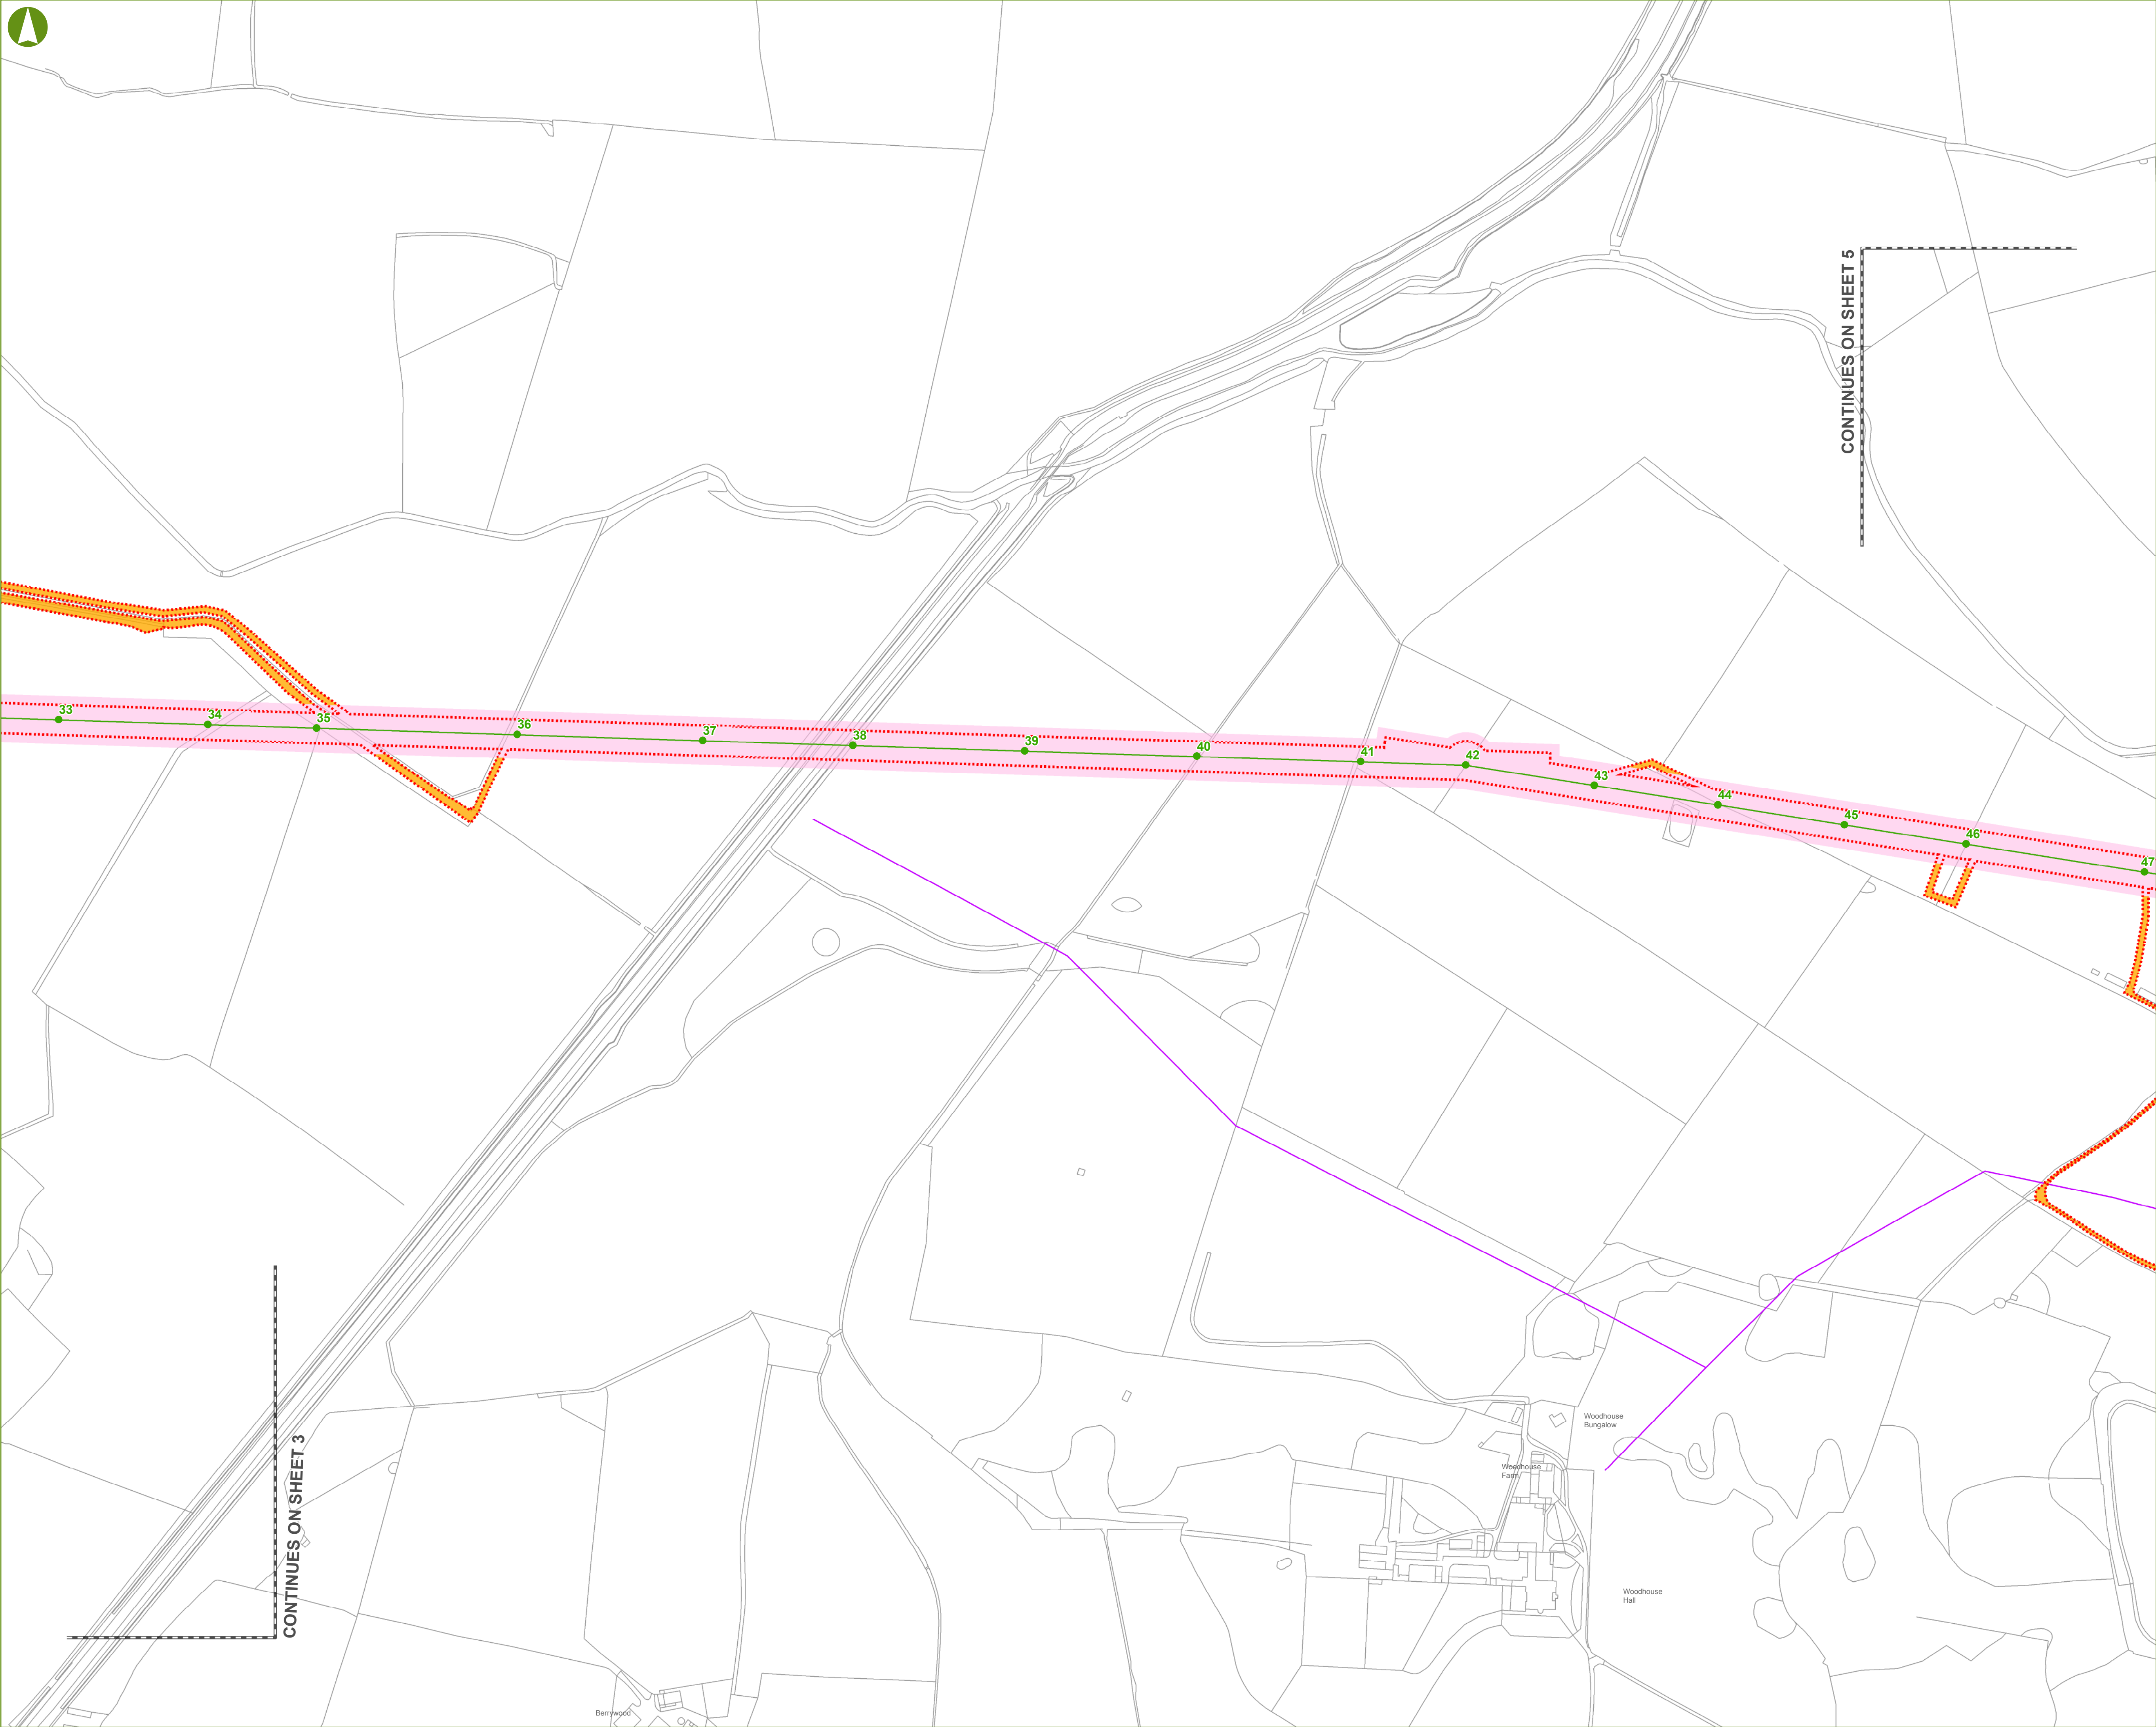 CONTINUES ON SHEET 5
33
34
35
36
37
38
39
40
41
42
43
44
45
46
47
Woodhouse
Bungalow
Woodhouse
Farm
CONTINUES ON SHEET 3
Woodhouse
Hall
Berrywood